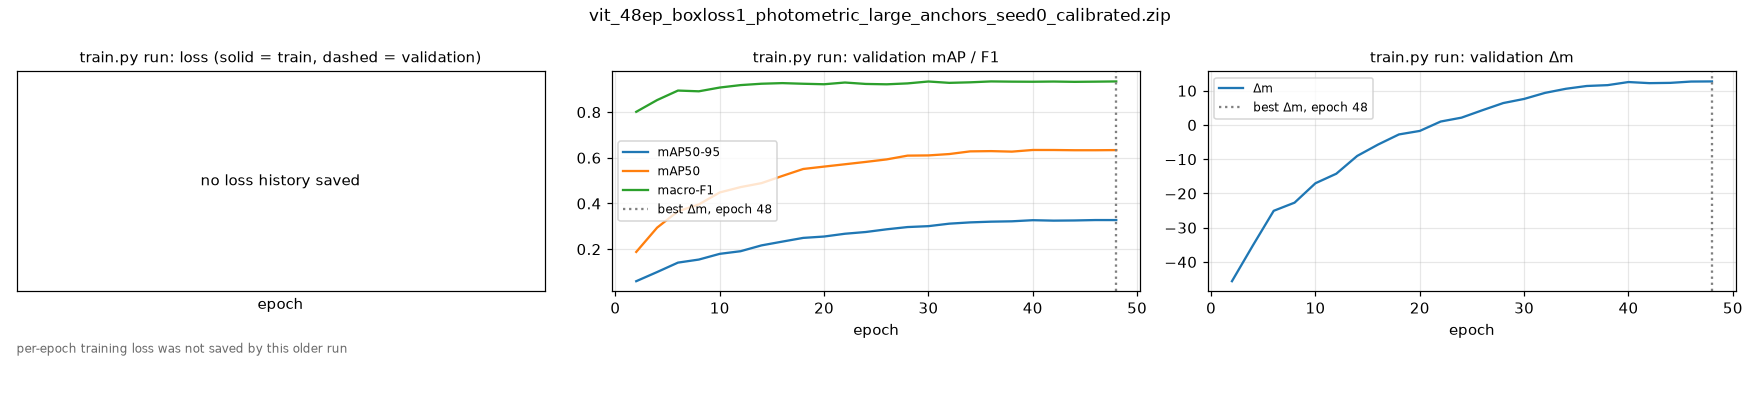 vit_48ep_boxloss1_photometric_large_anchors_seed0_calibrated.zip
train.py run: loss (solid = train, dashed = validation)
no loss history saved
epoch
per-epoch training loss was not saved by this older run
train.py run: validation mAP / F1
0.8
0.6
0.4
0.2
mAP50-95
mAP50
macro-F1
best Δm, epoch 48
0 10 20 30 40 50
epoch
train.py run: validation Δm
10
0
−10
−20
−30
−40
Δm
best Δm, epoch 48
0 10 20 30 40 50
epoch